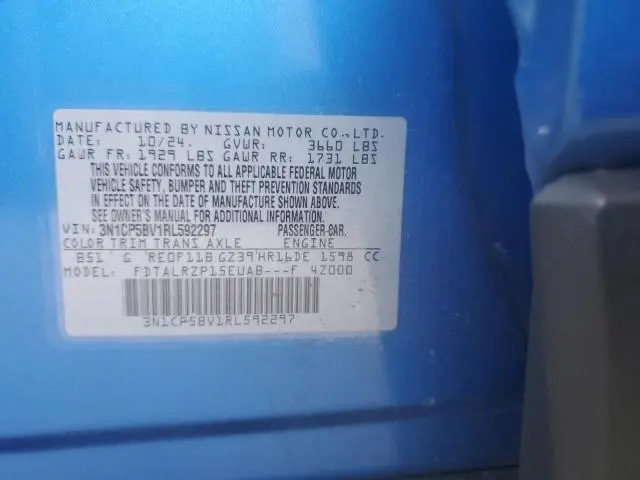 MANUFACTURED BY NISSAN MOTOR CO.,LTD.
DATE: 10/24. GVWR: 3660 LBS
GAWR FR: 1929 LBS GAWR RR: 1731 LBS
THIS VEHICLE CONFORMS TO ALL APPLICABLE FEDERAL MOTOR
VEHICLE SAFETY, BUMPER AND THEFT PREVENTION STANDARDS
IN EFFECT ON THE DATE OF MANUFACTURE SHOWN ABOVE.
SEE OWNER'S MANUAL FOR ADDITIONAL INFORMATION.
VIN: 3N1CP5BV1RL592297 PASSENGER-CAR.
COLOR TRIM TRANS AXLE ENGINE
B51 G RE0F11B GZ39 HR16DE 1598 CC
FDTALRZP15EUAB---F 4Z000
3N1CP5BV1RL592297